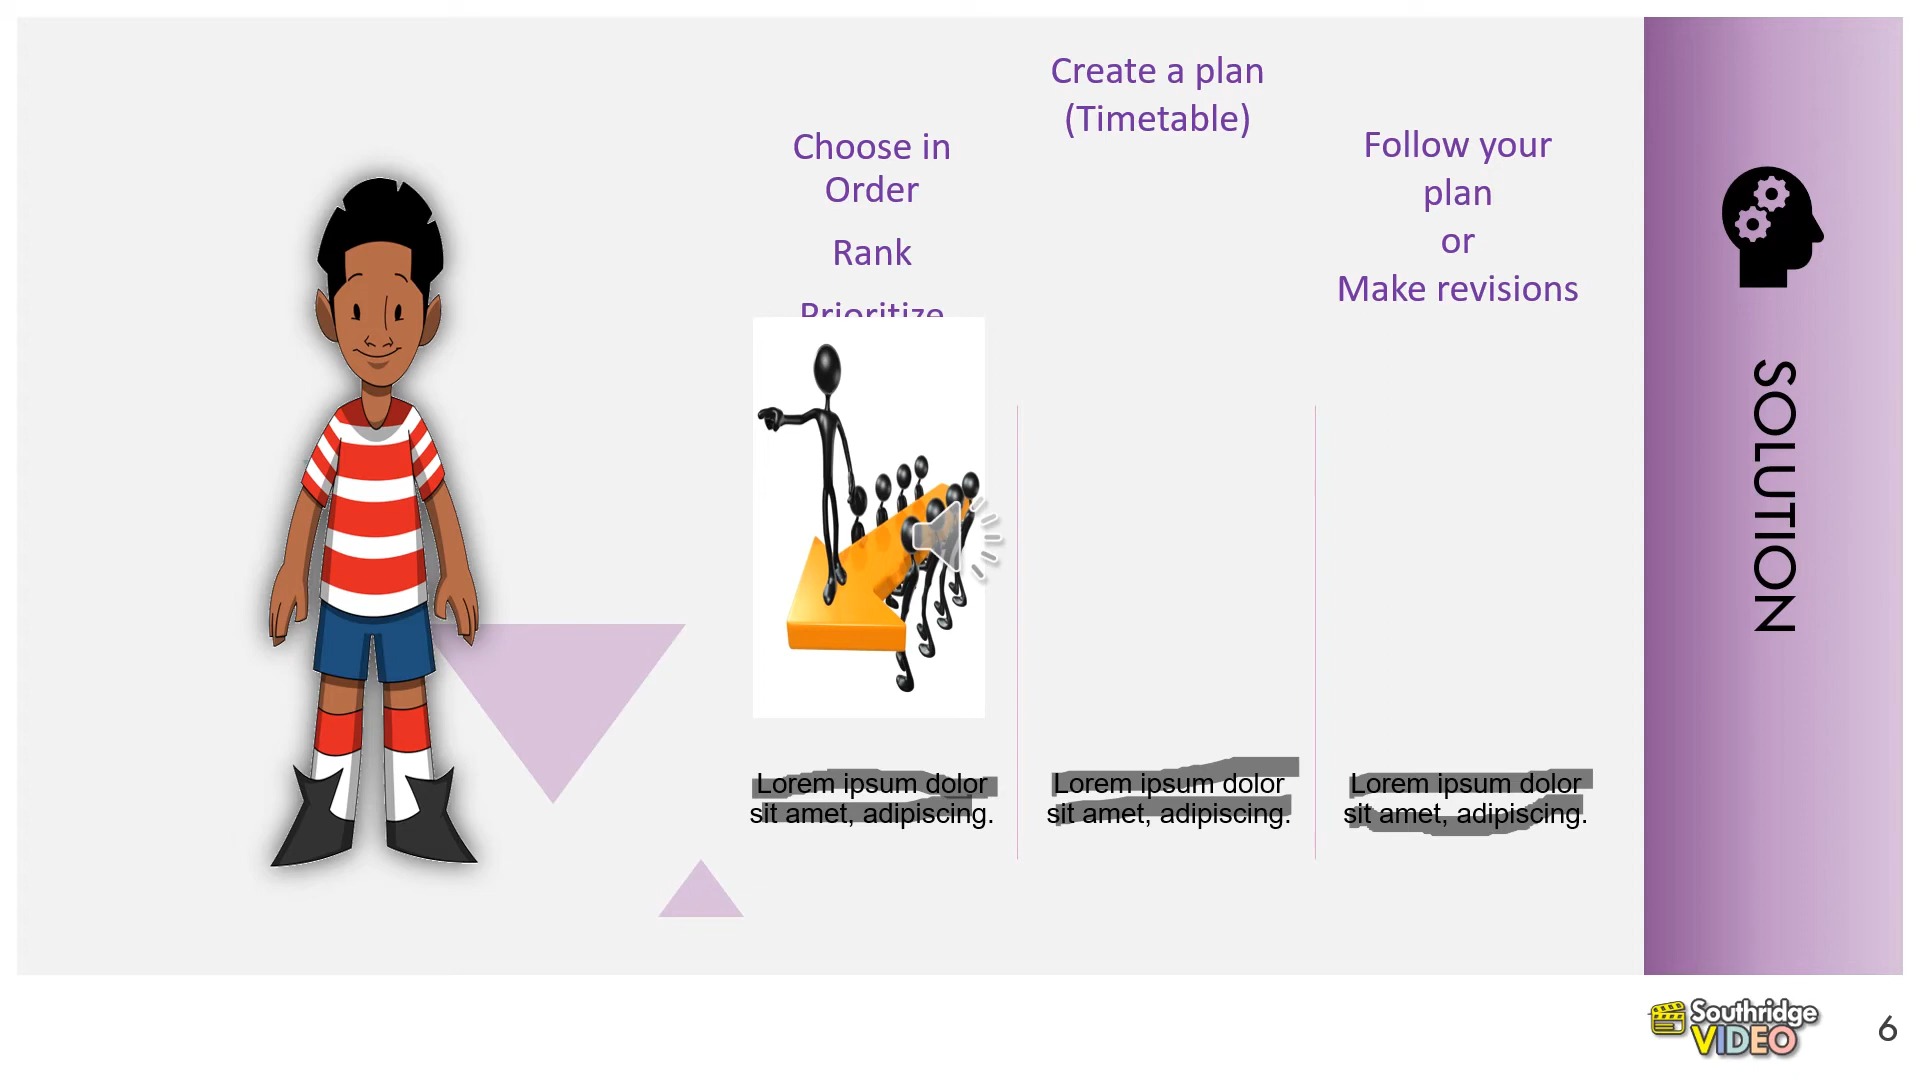 Choose in
Order
Rank
Prioritize
Create a plan
(Timetable)
Follow your
plan
or
Make revisions
Lorem ipsum dolor
sit amet, adipiscing.
Lorem ipsum dolor
sit amet, adipiscing.
Lorem ipsum dolor
sit amet, adipiscing.
SOLUTION
Southridge
VIDEO
6